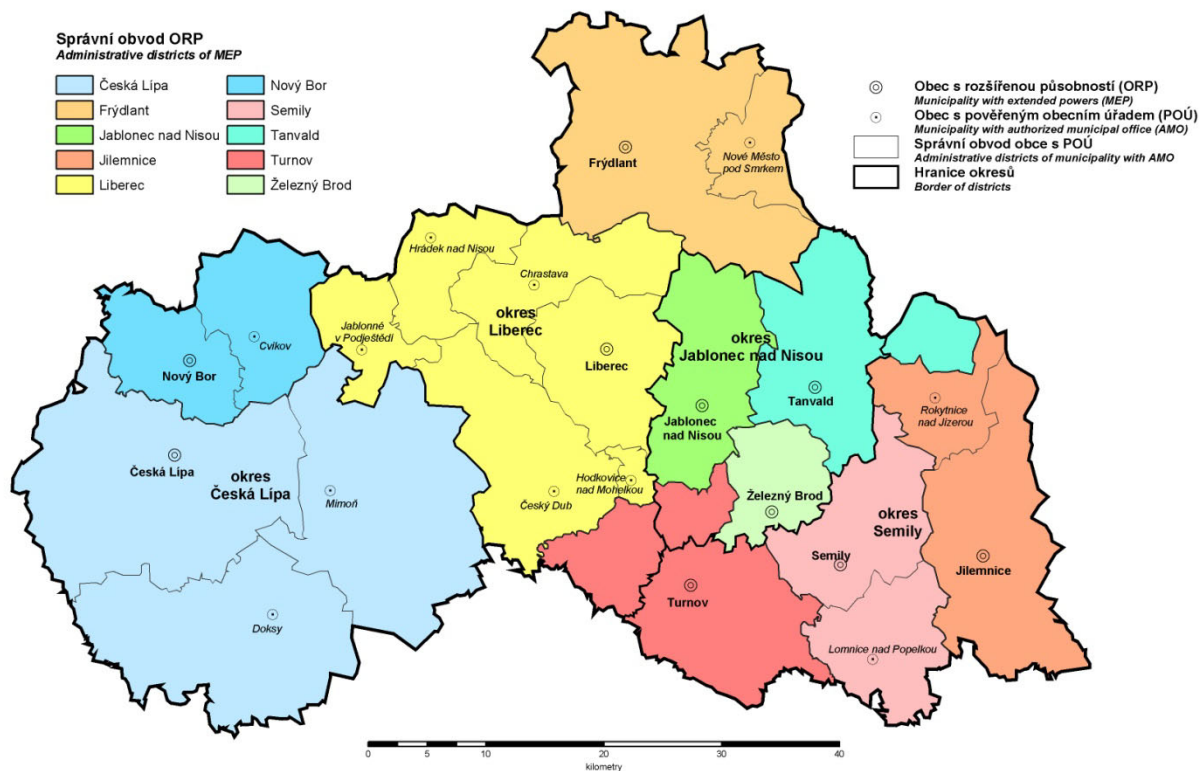 Správní obvod ORP
Administrative districts of MEP
Česká Lípa
Frýdlant
Jablonec nad Nisou
Jilemnice
Liberec
Nový Bor
Semily
Tanvald
Turnov
Železný Brod
Obec s rozšířenou působností (ORP)
Municipality with extended powers (MEP)
Obec s pověřeným obecním úřadem (POÚ)
Municipality with authorized municipal office (AMO)
Správní obvod obce s POÚ
Administrative districts of municipality with AMO
Hranice okresů
Border of districts
Frýdlant
Nové Město
pod Smrkem
Hrádek nad Nisou
Chrastava
okres
Liberec
Jablonné
v Podještědí
Cvikov
Nový Bor
Liberec
okres
Jablonec nad Nisou
Tanvald
Jablonec
nad Nisou
Rokytnice
nad Jizerou
Česká Lípa
okres
Česká Lípa
Mimoň
Český Dub
Hodkovice
nad Mohelkou
Železný Brod
okres
Semily
Semily
Jilemnice
Turnov
Doksy
Lomnice nad Popelkou
0 5 10 20 30 40
kilometry